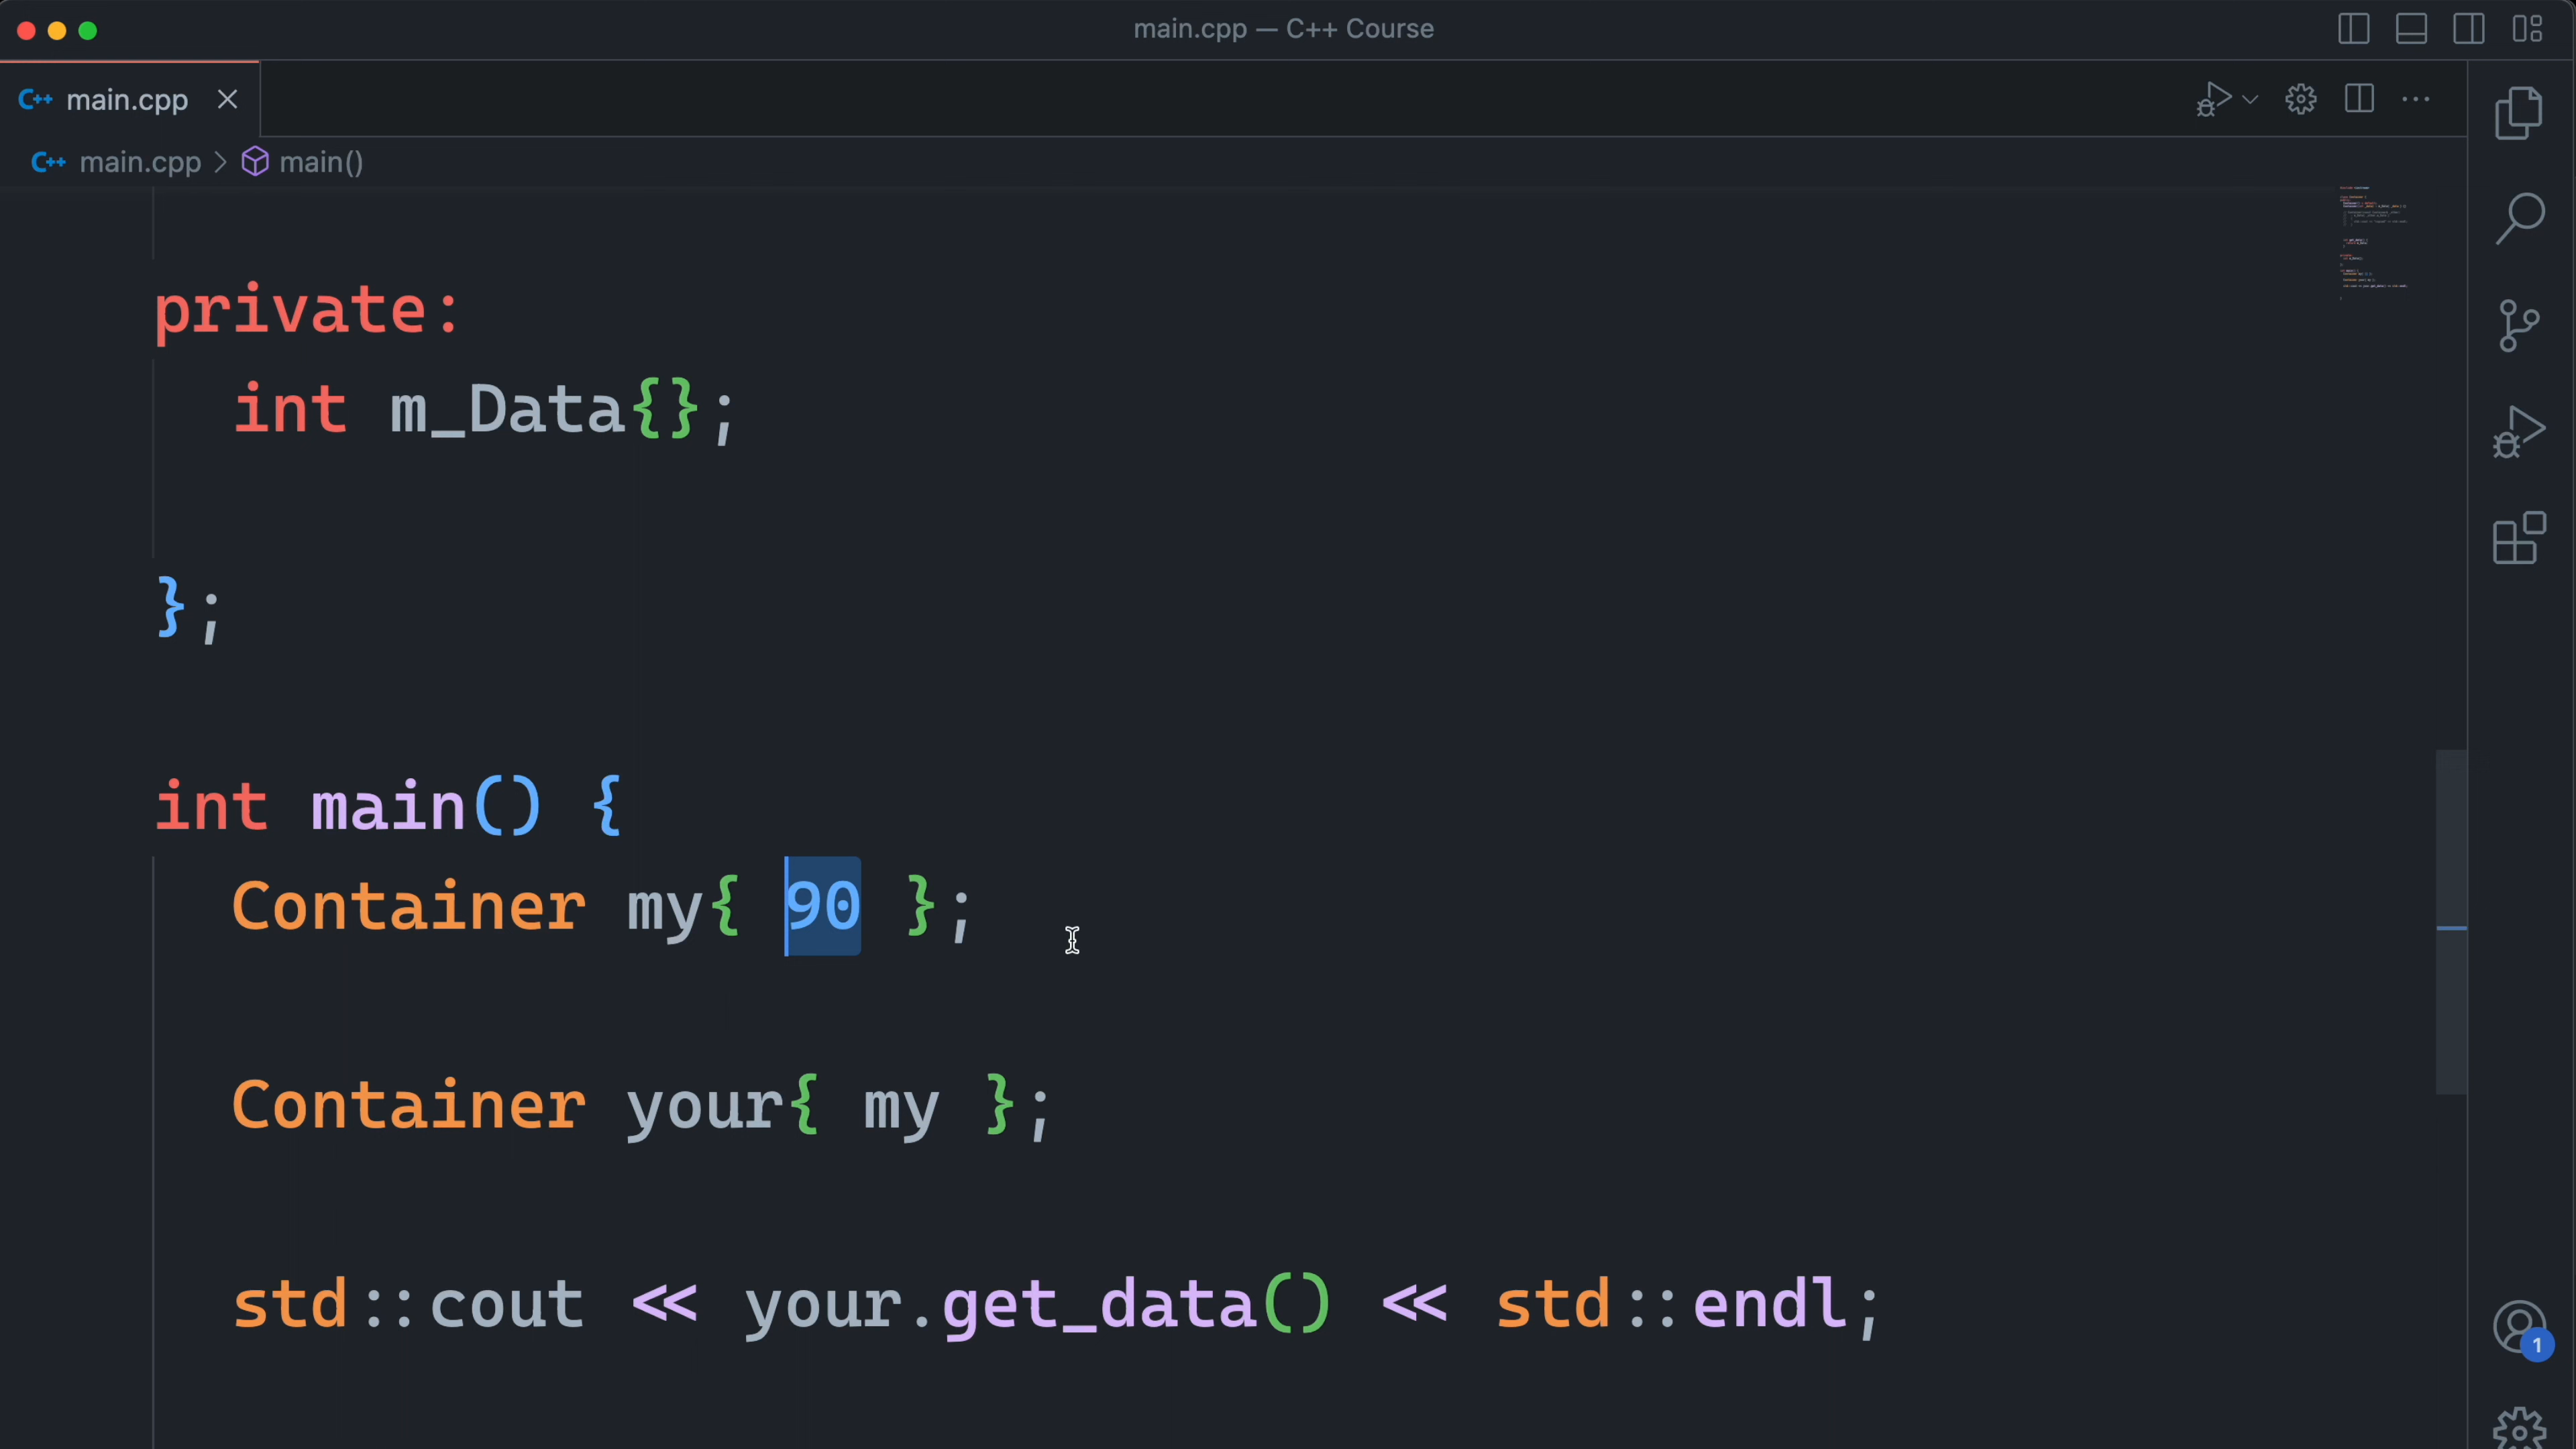 main.cpp — C++ Course
C++ main.cpp
C++ main.cpp > main()
private:
int m_Data{};
};
int main() {
Container my{ 90 };
Container your{ my };
std::cout << your.get_data() << std::endl;
1